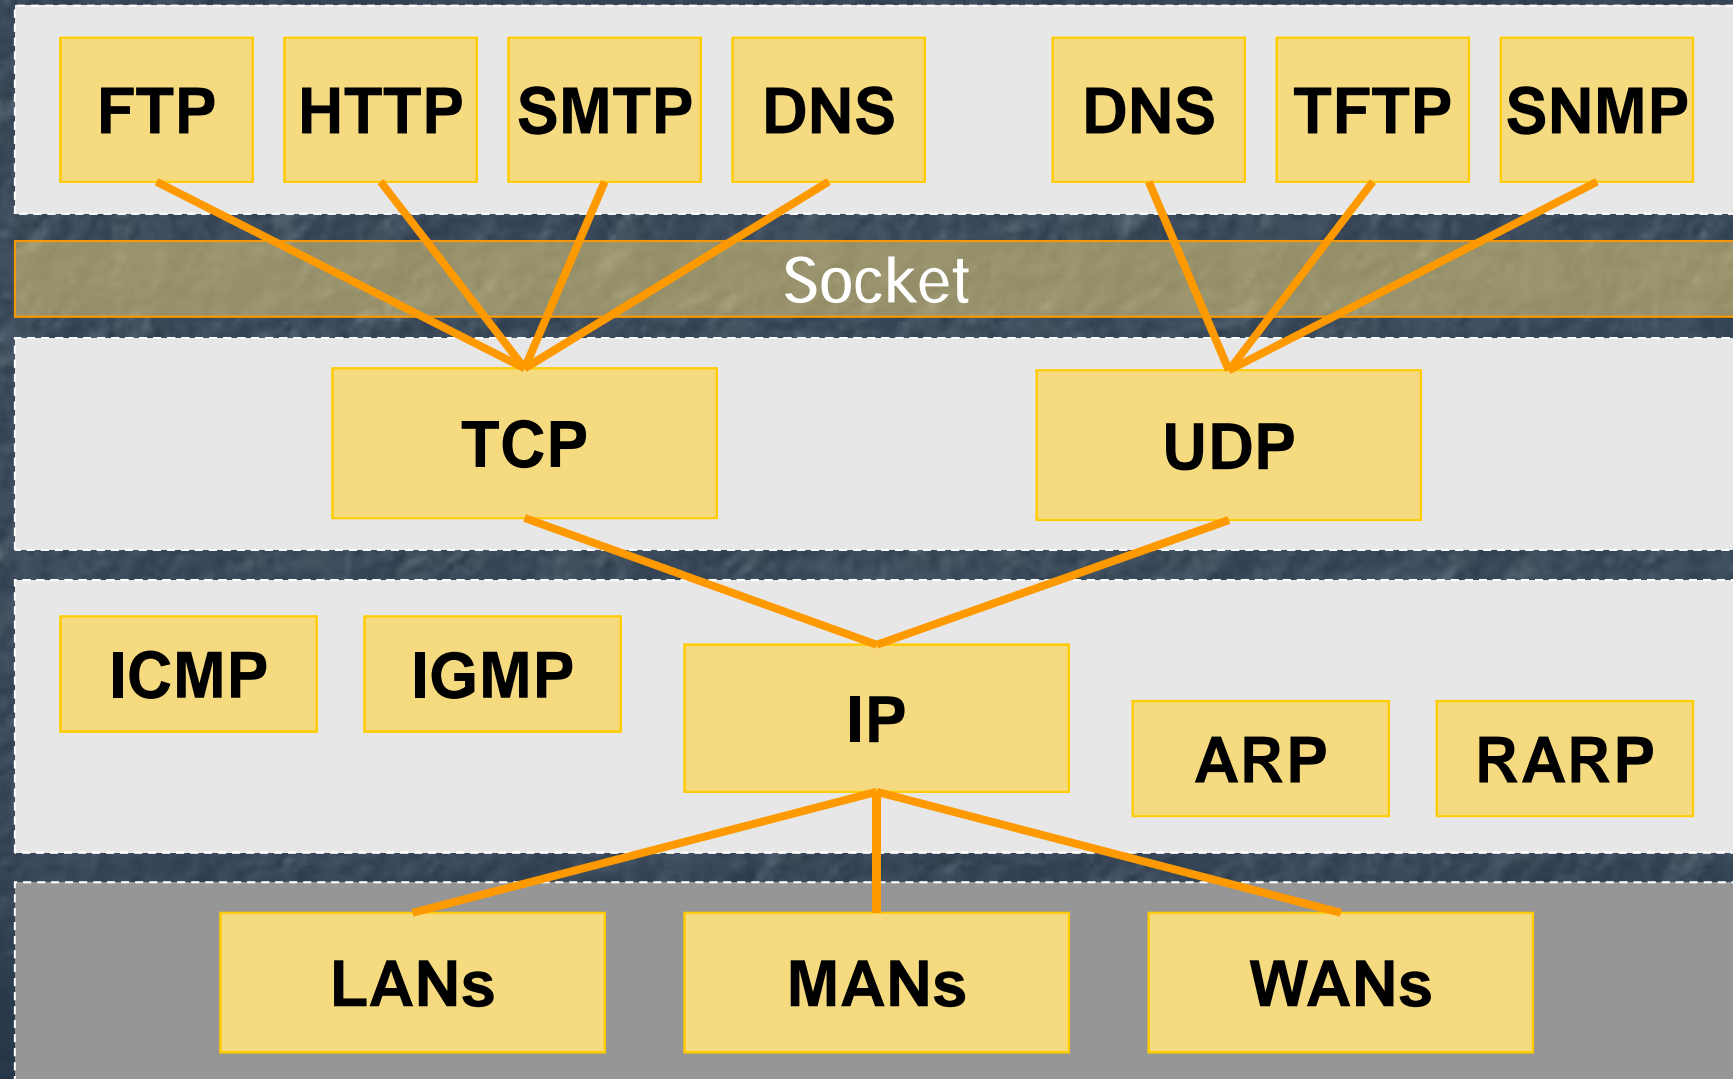 FTP HTTP SMTP DNS DNS TFTP SNMP
Socket
TCP UDP
ICMP IGMP IP ARP RARP
LANs MANs WANs